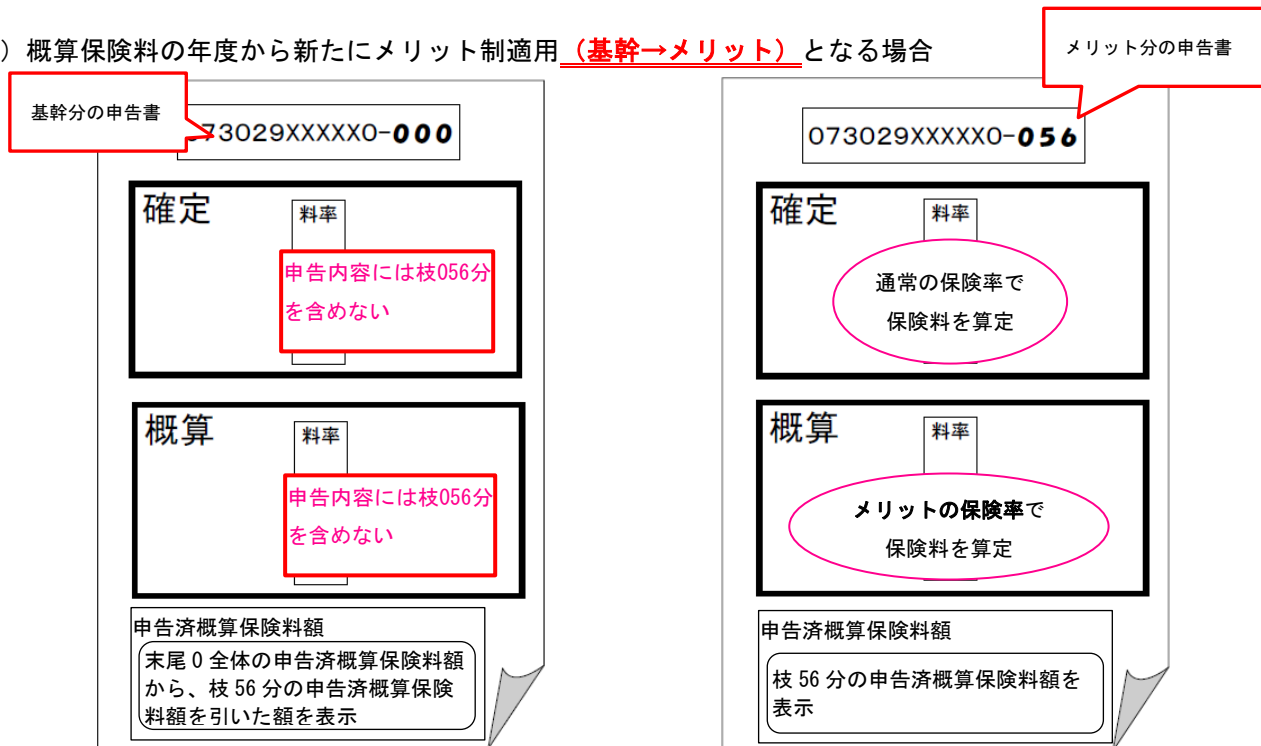 ）概算保険料の年度から新たにメリット制適用（基幹→メリット）となる場合
基幹分の申告書
073029XXXXX0-000
確定
料率
申告内容には枝056分
を含めない
概算
料率
申告内容には枝056分
を含めない
申告済概算保険料額
末尾０全体の申告済概算保険料額
から、枝 56 分の申告済概算保険
料額を引いた額を表示
メリット分の申告書
073029XXXXX0-056
確定
料率
通常の保険率で
保険料を算定
概算
料率
メリットの保険率で
保険料を算定
申告済概算保険料額
枝 56 分の申告済概算保険料額を
表示